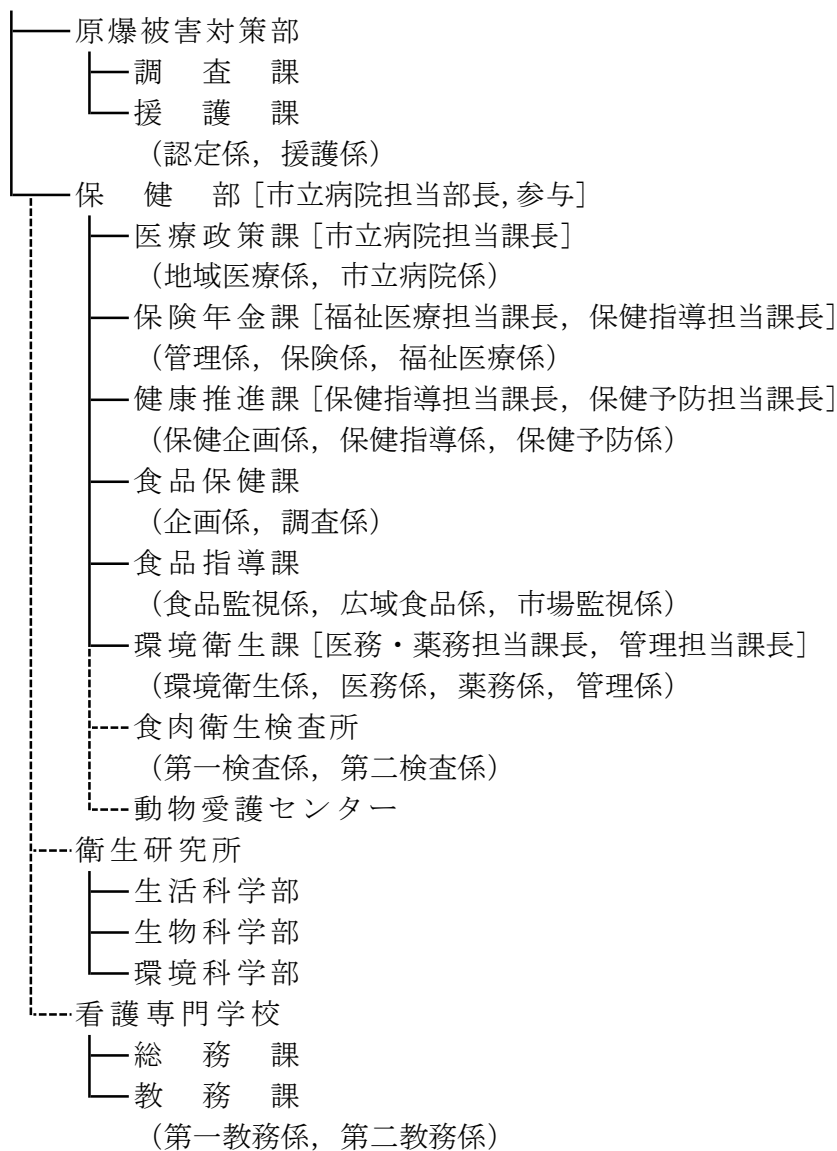 原爆被害対策部
調査課
援護課
（認定係，援護係）
保健部［市立病院担当部長，参与］
医療政策課［市立病院担当課長］
（地域医療係，市立病院係）
保険年金課［福祉医療担当課長，保健指導担当課長］
（管理係，保険係，福祉医療係）
健康推進課［保健指導担当課長，保健予防担当課長］
（保健企画係，保健指導係，保健予防係）
食品保健課
（企画係，調査係）
食品指導課
（食品監視係，広域食品係，市場監視係）
環境衛生課［医務・薬務担当課長，管理担当課長］
（環境衛生係，医務係，薬務係，管理係）
食肉衛生検査所
（第一検査係，第二検査係）
動物愛護センター
衛生研究所
生活科学部
生物科学部
環境科学部
看護専門学校
総務課
教務課
（第一教務係，第二教務係）